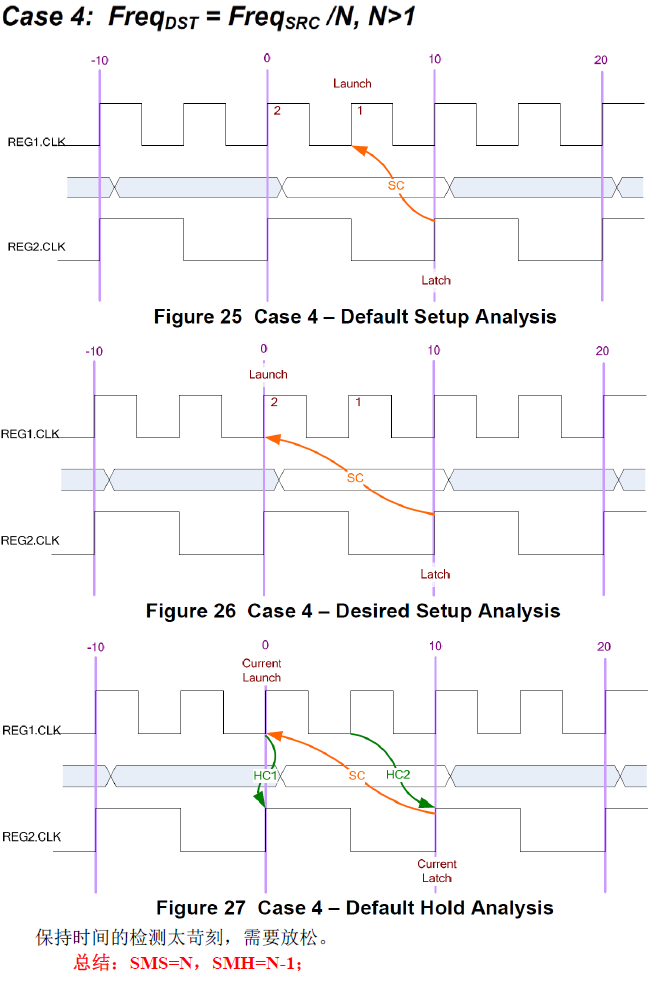 Case 4: FreqDST = FreqSRC /N, N>1
-10 0 10 20
Launch
2 1
REG1.CLK
SC
REG2.CLK
Latch
Figure 25 Case 4 – Default Setup Analysis
-10 0 10 20
Launch
2 1
REG1.CLK
SC
REG2.CLK
Latch
Figure 26 Case 4 – Desired Setup Analysis
-10 0 10 20
Current
Launch
REG1.CLK
HC1 SC HC2
REG2.CLK
Current
Latch
Figure 27 Case 4 – Default Hold Analysis
保持时间的检测太苛刻，需要放松。
总结：SMS=N，SMH=N-1；